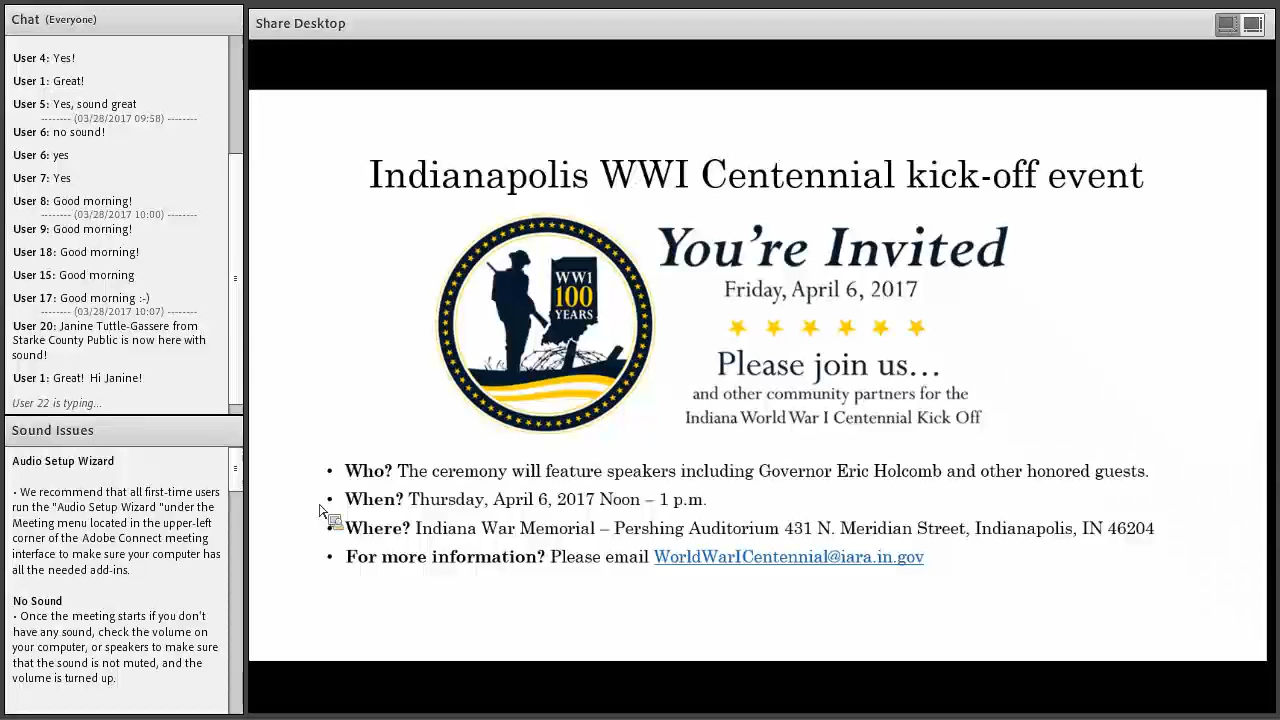 Chat (Everyone)
User 4: Yes!
User 1: Great!
User 5: Yes, sound great
-------- (03/28/2017 09:58) --------
User 6: no sound!
User 6: yes
User 7: Yes
User 8: Good morning!
-------- (03/28/2017 10:00) --------
User 9: Good morning!
User 18: Good morning!
User 15: Good morning
User 17: Good morning :-)
-------- (03/28/2017 10:07) --------
User 20: Janine Tuttle-Gassere from
Starke County Public is now here with
sound!
User 1: Great! Hi Janine!
User 22 is typing...
Sound Issues
Audio Setup Wizard
• We recommend that all first-time users
run the "Audio Setup Wizard "under the
Meeting menu located in the upper-left
corner of the Adobe Connect meeting
interface to make sure your computer has
all the needed add-ins.
No Sound
• Once the meeting starts if you don't
have any sound, check the volume on
your computer, or speakers to make sure
that the sound is not muted, and the
volume is turned up.
Share Desktop
Indianapolis WWI Centennial kick-off event
WWI
100
YEARS
You're Invited
Friday, April 6, 2017
Please join us...
and other community partners for the
Indiana World War I Centennial Kick Off
• Who? The ceremony will feature speakers including Governor Eric Holcomb and other honored guests.
• When? Thursday, April 6, 2017 Noon – 1 p.m.
• Where? Indiana War Memorial – Pershing Auditorium 431 N. Meridian Street, Indianapolis, IN 46204
• For more information? Please email WorldWarICentennial@iara.in.gov